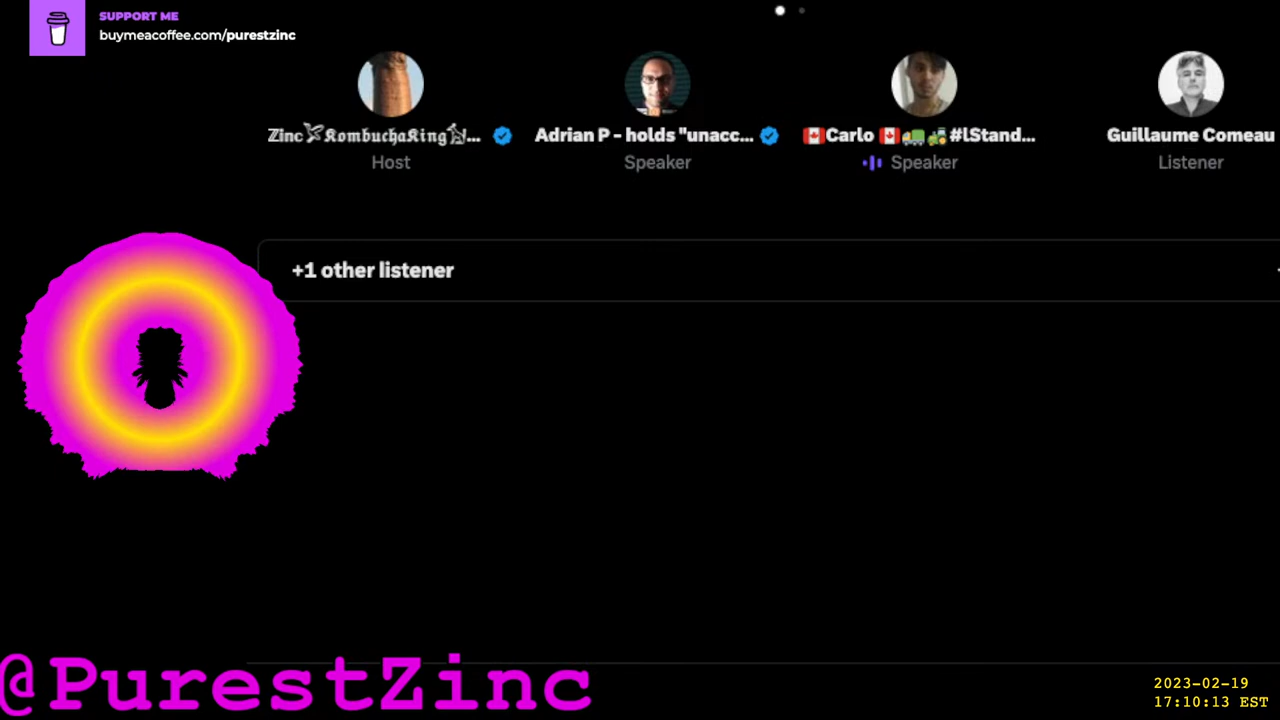 SUPPORT ME
buymeacoffee.com/purestzinc
ℤinc🕊𝕶𝖔𝖒𝖇𝖚𝖈𝖍𝖆𝕶𝖎𝖓𝖌🐕...
Host
Adrian P - holds "unacc...
Speaker
🇨🇦Carlo 🇨🇦🚛🚜#IStand...
Speaker
Guillaume Comeau
Listener
+1 other listener
@PurestZinc
2023-02-19
17:10:13 EST